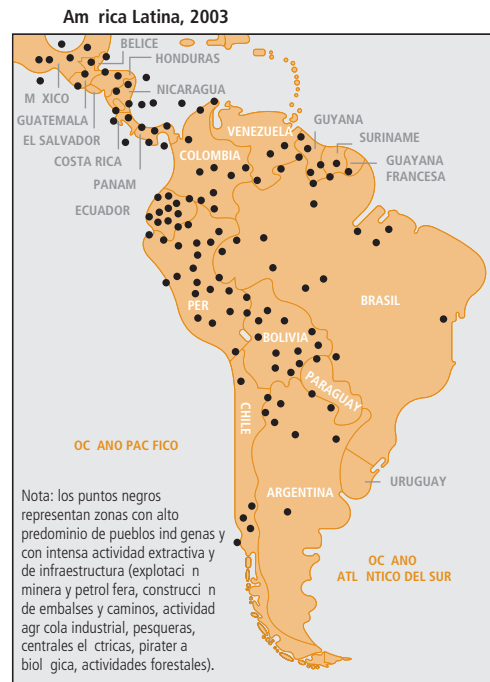 Am rica Latina, 2003
BELICE
HONDURAS
M XICO
NICARAGUA
GUATEMALA
EL SALVADOR
COSTA RICA
PANAM
VENEZUELA
GUYANA
SURINAME
GUAYANA
FRANCESA
COLOMBIA
ECUADOR
PER
BRASIL
BOLIVIA
PARAGUAY
CHILE
OC ANO PAC FICO
URUGUAY
ARGENTINA
Nota: los puntos negros
representan zonas con alto
predominio de pueblos ind genas y
con intensa actividad extractiva y
de infraestructura (explotaci n
minera y petrol fera, construcci n
de embalses y caminos, actividad
agr cola industrial, pesqueras,
centrales el ctricas, pirater a
biol gica, actividades forestales).
OC ANO
ATL NTICO DEL SUR